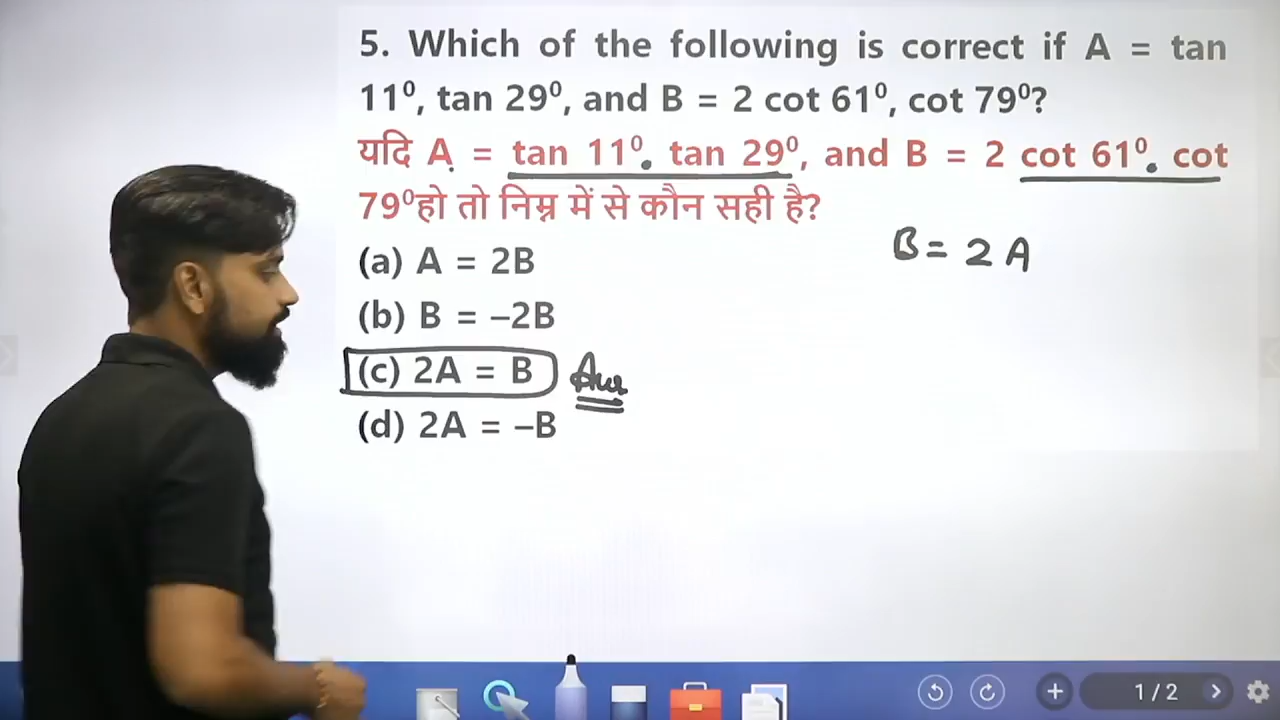 5. Which of the following is correct if A = tan
11⁰, tan 29⁰, and B = 2 cot 61⁰, cot 79⁰?
यदि A = tan 11⁰. tan 29⁰, and B = 2 cot 61⁰. cot
79⁰हो तो निम्न में से कौन सही है?
B = 2 A
(a) A = 2B
(b) B = –2B
(c) 2A = B Ans
(d) 2A = –B
1 / 2